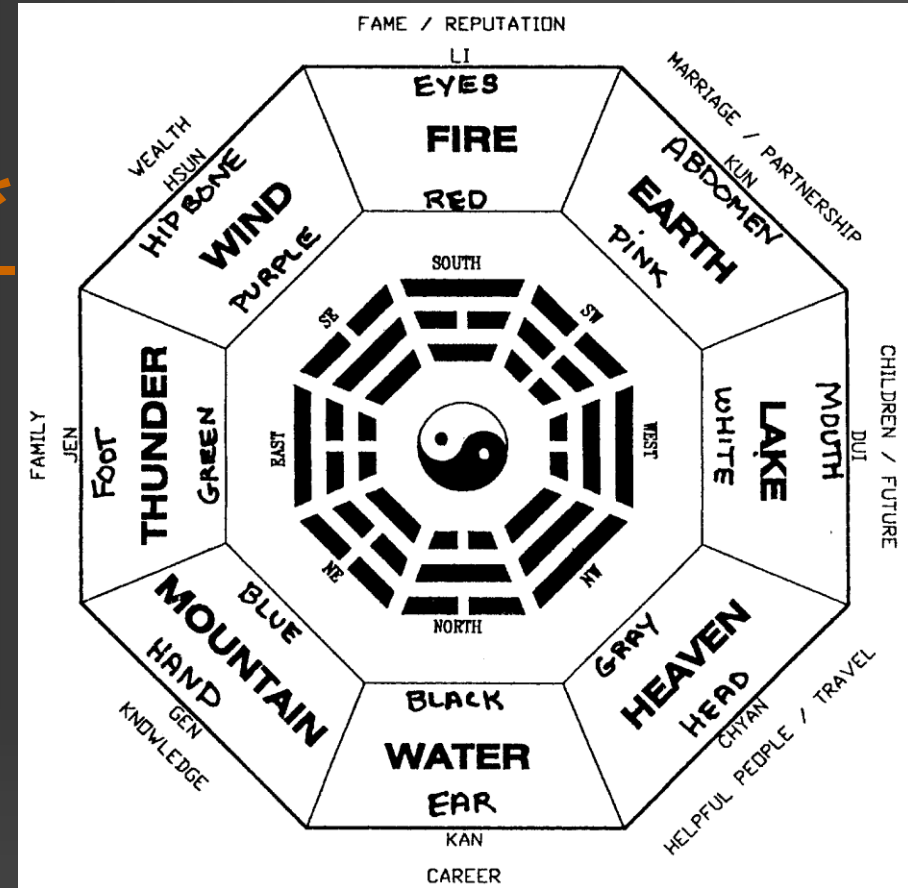 FAME / REPUTATION
LI
EYES
FIRE
RED
MARRIAGE / PARTNERSHIP
KUN
ABDOMEN
EARTH
PINK
CHILDREN / FUTURE
DUI
MOUTH
LAKE
WHITE
HELPFUL PEOPLE / TRAVEL
CHYAN
HEAD
HEAVEN
GRAY
BLACK
WATER
EAR
KAN
CAREER
BLUE
MOUNTAIN
HAND
GEN
KNOWLEDGE
FAMILY
JEN
FOOT
THUNDER
GREEN
WEALTH
HSUN
HIP BONE
WIND
PURPLE
SOUTH
SW
WEST
NW
NORTH
NE
EAST
SE